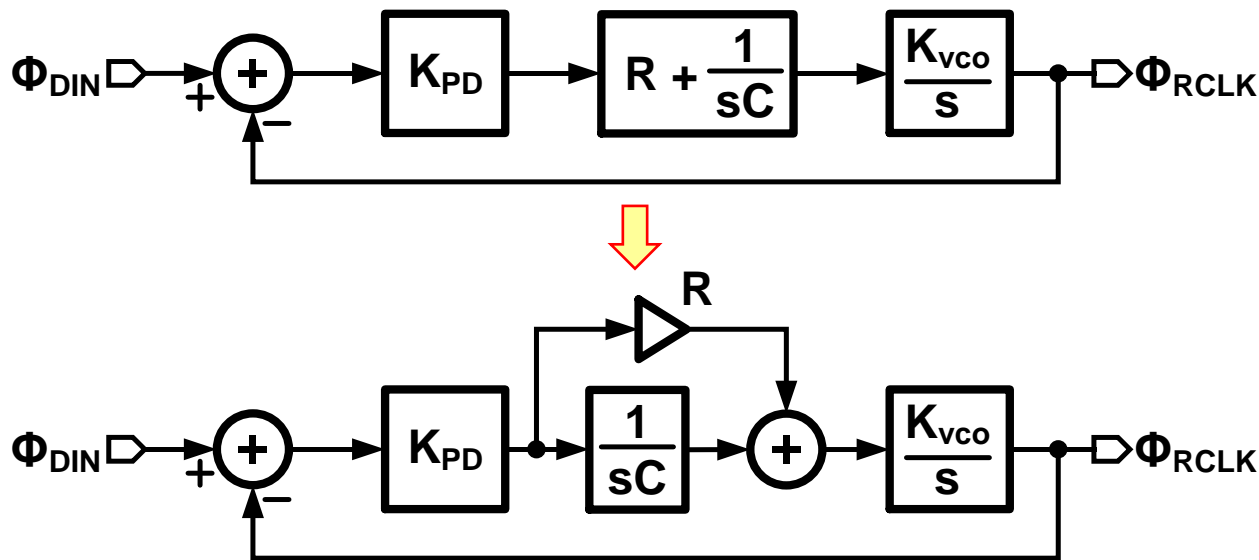 Φ_DIN + + − K_PD R + 1/sC K_vco/s Φ_RCLK
R
Φ_DIN + + − K_PD 1/sC + K_vco/s Φ_RCLK